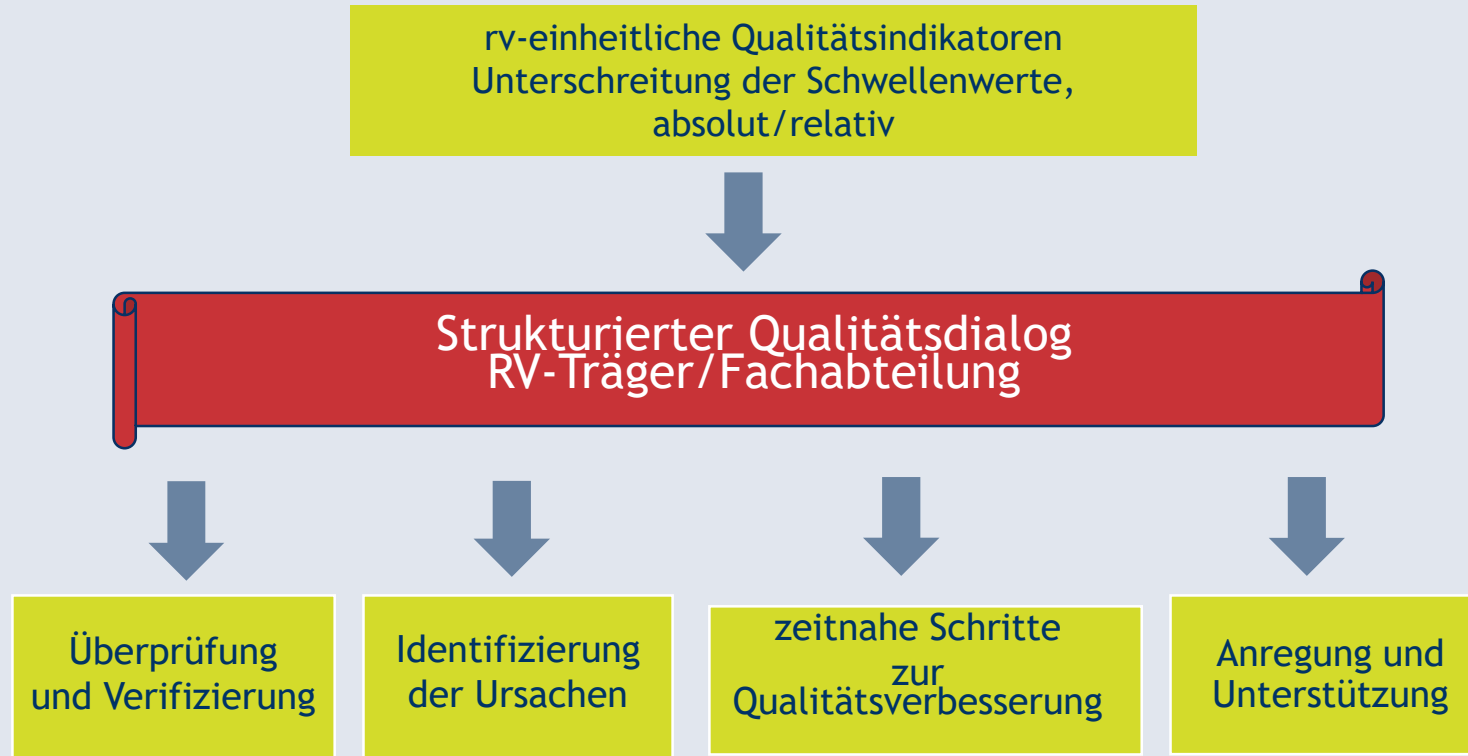 rv-einheitliche Qualitätsindikatoren
Unterschreitung der Schwellenwerte,
absolut/relativ
Strukturierter Qualitätsdialog
RV-Träger/Fachabteilung
Überprüfung
und Verifizierung
Identifizierung
der Ursachen
zeitnahe Schritte
zur
Qualitätsverbesserung
Anregung und
Unterstützung